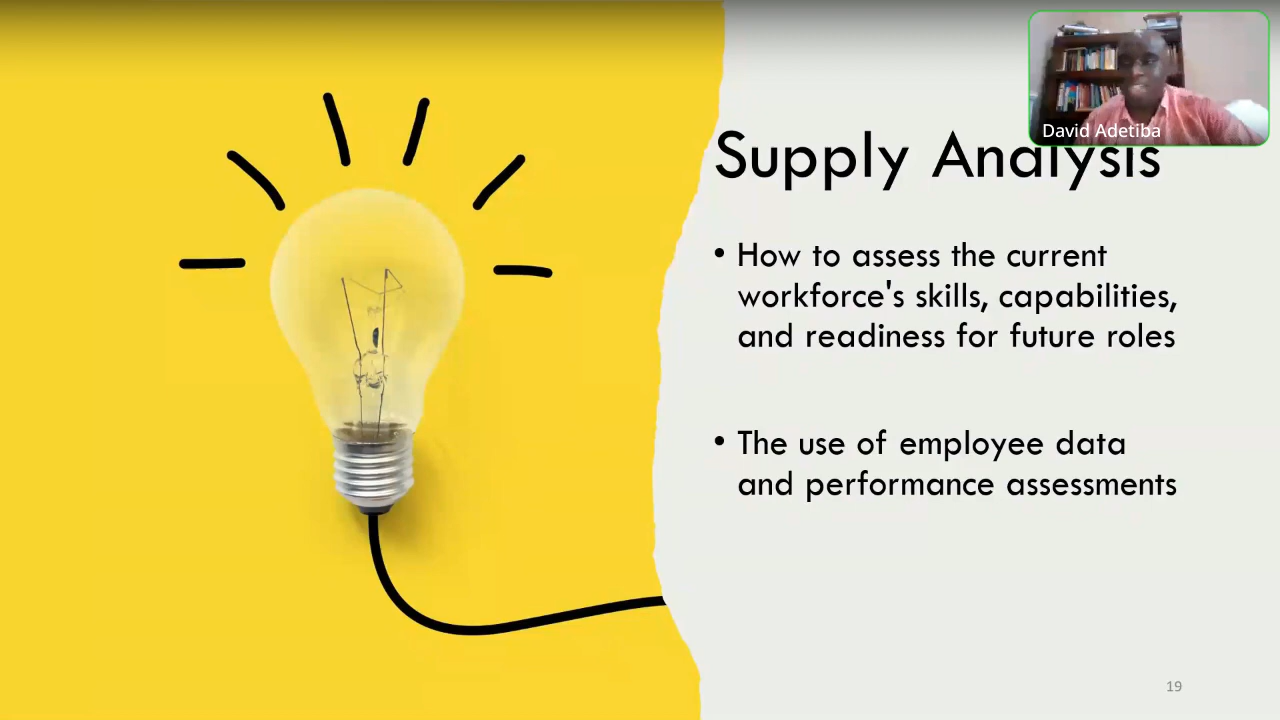 David Adetiba
Supply Analysis
• How to assess the current
workforce's skills, capabilities,
and readiness for future roles
• The use of employee data
and performance assessments
19